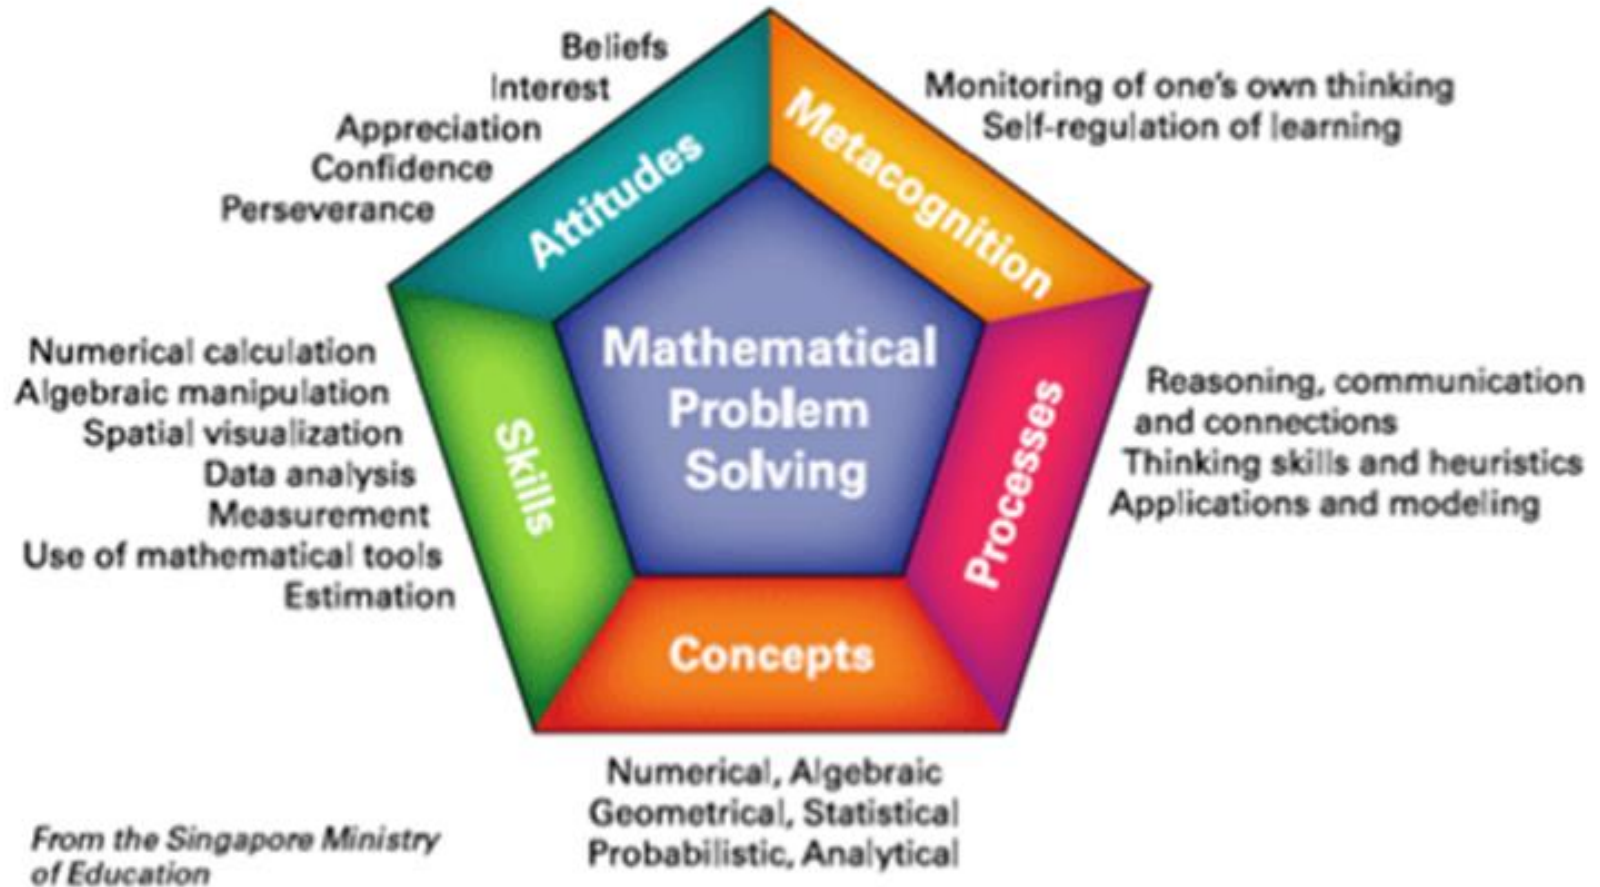 Beliefs
Interest
Appreciation
Confidence
Perseverance
Attitudes
Metacognition
Monitoring of one's own thinking
Self-regulation of learning
Mathematical
Problem
Solving
Numerical calculation
Algebraic manipulation
Spatial visualization
Data analysis
Measurement
Use of mathematical tools
Estimation
Skills
Processes
Reasoning, communication
and connections
Thinking skills and heuristics
Applications and modeling
Concepts
Numerical, Algebraic
Geometrical, Statistical
Probabilistic, Analytical
From the Singapore Ministry
of Education